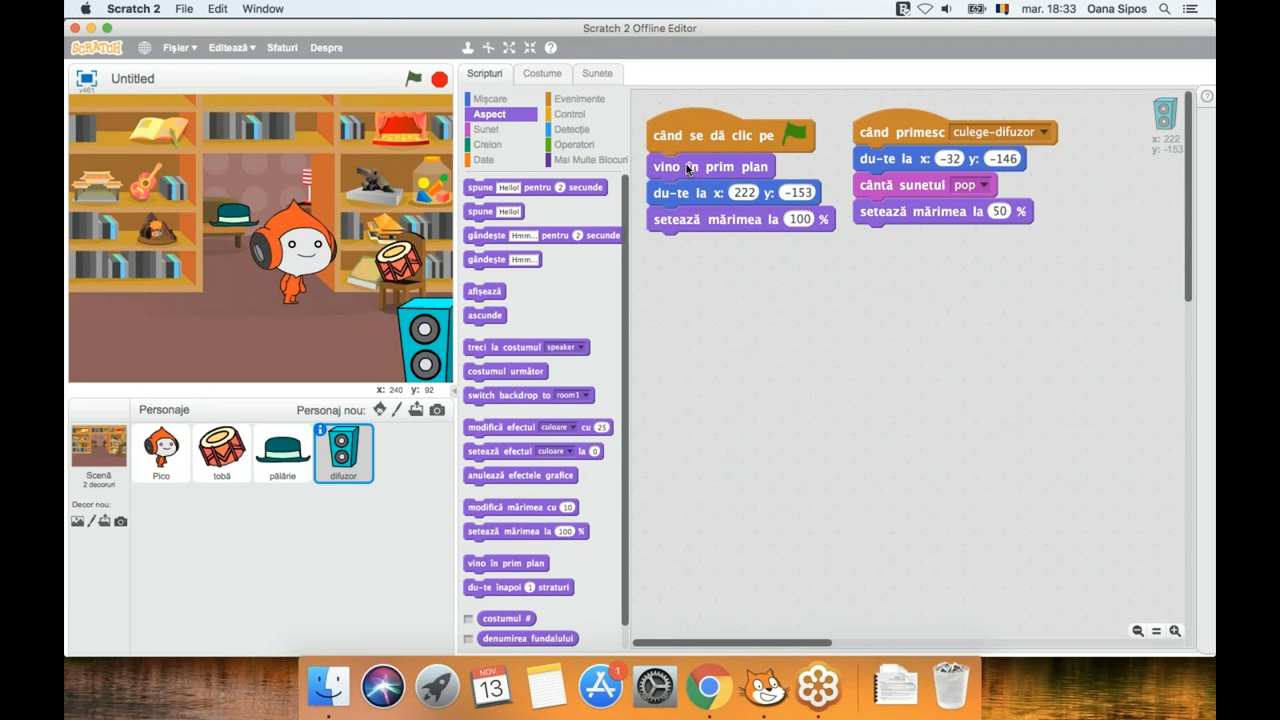 Scratch 2 File Edit Window mar. 18:33 Oana Sipos
Scratch 2 Offline Editor
SCRATCH Fișier Editează Sfaturi Despre
Untitled
v461
x: 240 y: 92
Personaje Personaj nou:
Scenă
2 decoruri
Decor nou:
Pico
tobă
pălărie
difuzor
Scripturi Costume Sunete
Mișcare Evenimente
Aspect Control
Sunet Detecție
Creion Operatori
Date Mai Multe Blocuri
spune Hello! pentru 2 secunde
spune Hello!
gândește Hmm... pentru 2 secunde
gândește Hmm...
afișează
ascunde
treci la costumul speaker
costumul următor
switch backdrop to room1
modifică efectul culoare cu 25
setează efectul culoare la 0
anulează efectele grafice
modifică mărimea cu 10
setează mărimea la 100 %
vino în prim plan
du-te înapoi 1 straturi
costumul #
denumirea fundalului
când se dă clic pe
vino în prim plan
du-te la x: 222 y: -153
setează mărimea la 100 %
când primesc culege-difuzor
du-te la x: -32 y: -146
cântă sunetul pop
setează mărimea la 50 %
x: 222
y: -153
NOV
13
1